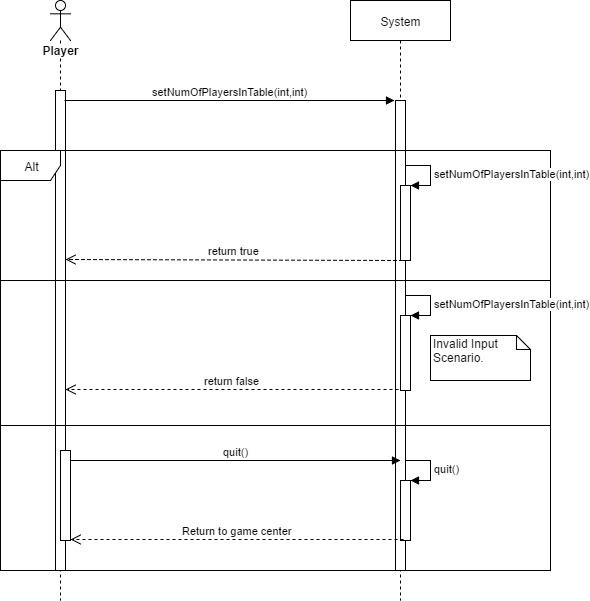 System
Player
setNumOfPlayersInTable(int,int)
Alt
setNumOfPlayersInTable(int,int)
return true
setNumOfPlayersInTable(int,int)
Invalid Input
Scenario.
return false
quit()
quit()
Return to game center